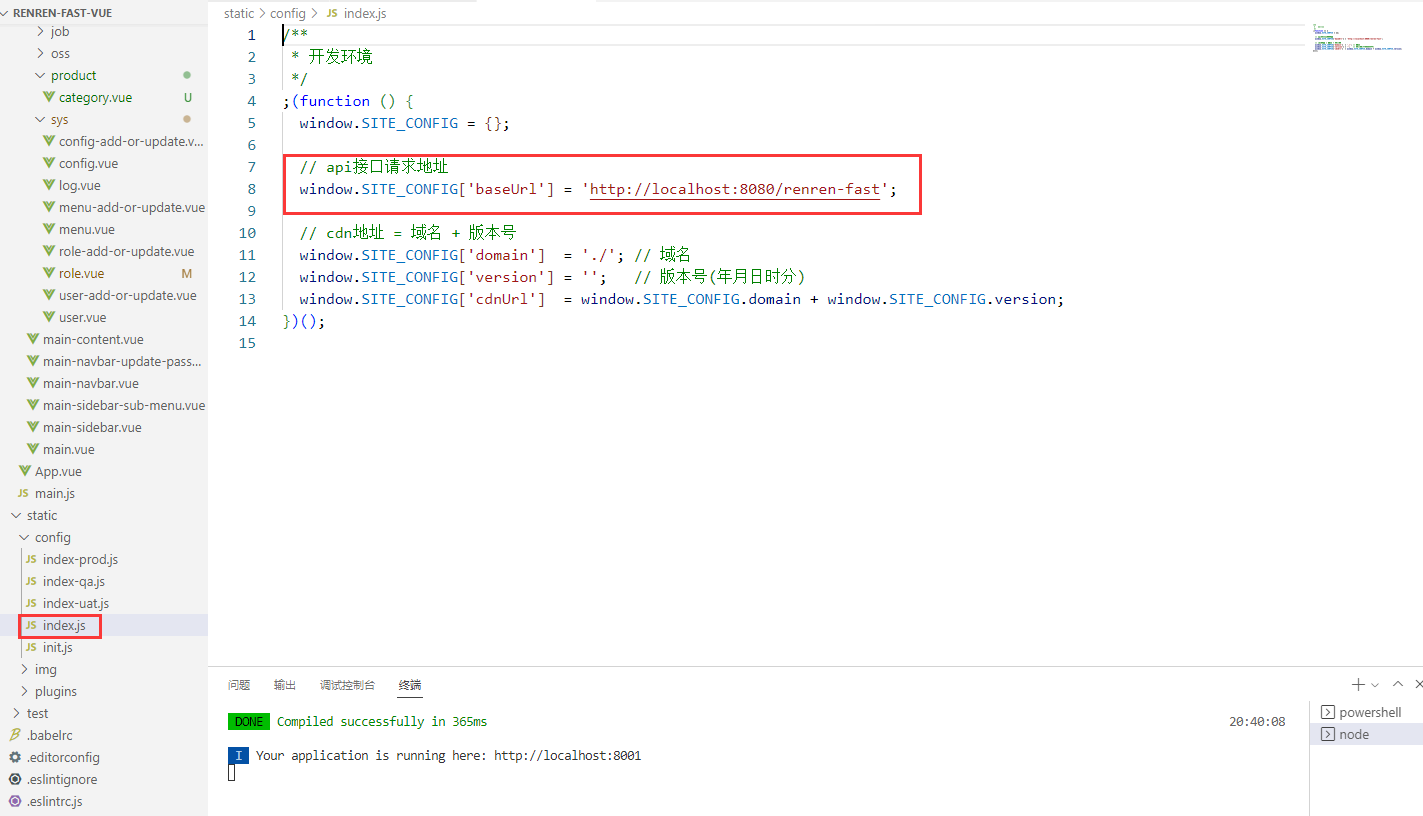 RENREN-FAST-VUE
job
oss
product
category.vue U
sys
config-add-or-update.v...
config.vue
log.vue
menu-add-or-update.vue
menu.vue
role-add-or-update.vue
role.vue M
user-add-or-update.vue
user.vue
main-content.vue
main-navbar-update-pass...
main-navbar.vue
main-sidebar-sub-menu.vue
main-sidebar.vue
main.vue
App.vue
JS main.js
static
config
JS index-prod.js
JS index-qa.js
JS index-uat.js
JS index.js
JS init.js
img
plugins
test
.babelrc
.editorconfig
.eslintignore
.eslintrc.js
static > config > JS index.js
1 /**
2 * 开发环境
3 */
4 ;(function () {
5 window.SITE_CONFIG = {};
6
7 // api接口请求地址
8 window.SITE_CONFIG['baseUrl'] = 'http://localhost:8080/renren-fast';
9
10 // cdn地址 = 域名 + 版本号
11 window.SITE_CONFIG['domain']  = './'; // 域名
12 window.SITE_CONFIG['version'] = '';   // 版本号(年月日时分)
13 window.SITE_CONFIG['cdnUrl']  = window.SITE_CONFIG.domain + window.SITE_CONFIG.version;
14 })();
15
问题 输出 调试控制台 终端
DONE Compiled successfully in 365ms 20:40:08
I Your application is running here: http://localhost:8001
powershell
node